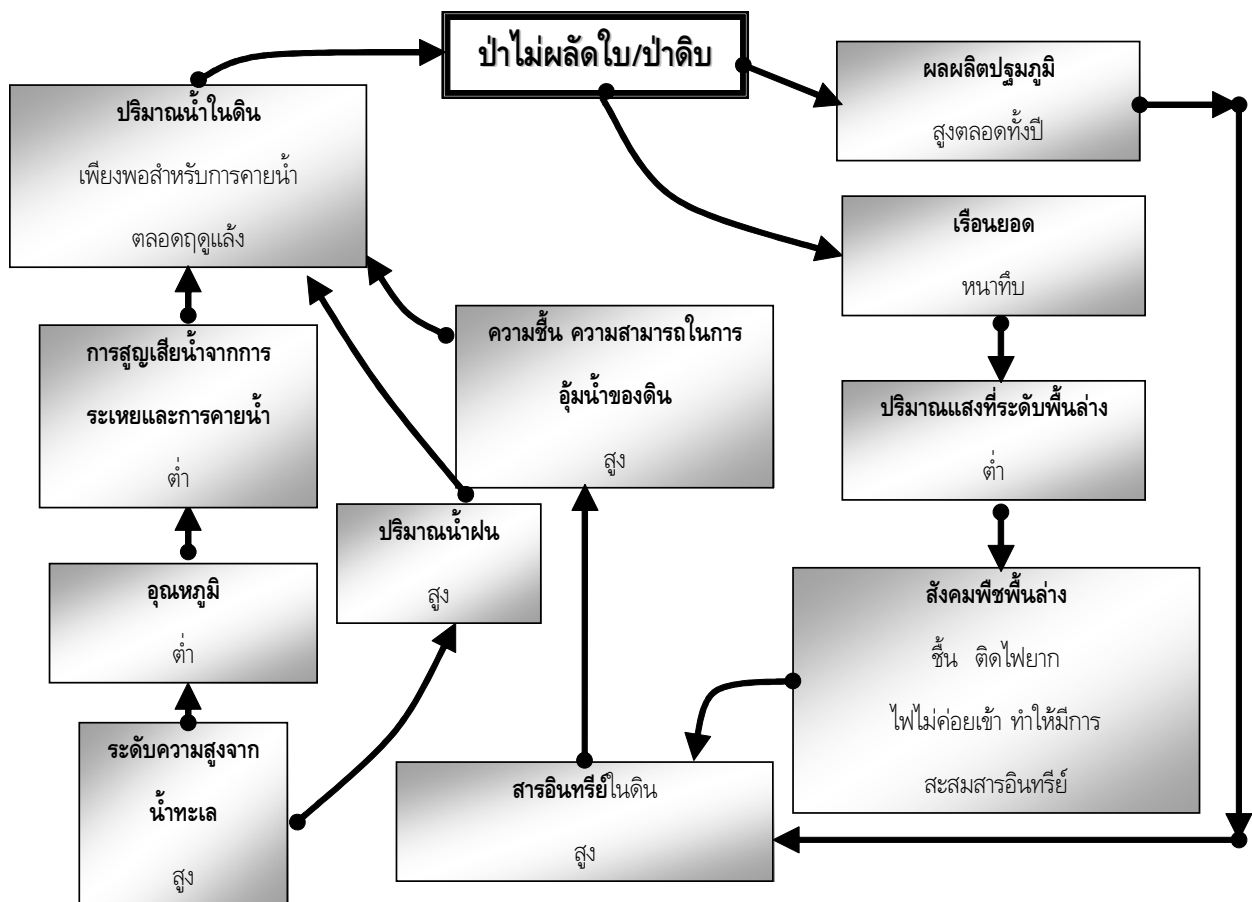 ป่าไม่ผลัดใบ/ป่าดิบ
ผลผลิตปฐมภูมิ
สูงตลอดทั้งปี
ปริมาณน้ำในดิน
เพียงพอสำหรับการคายน้ำ
ตลอดฤดูแล้ง
เรือนยอด
หนาทึบ
การสูญเสียน้ำจากการ
ระเหยและการคายน้ำ
ต่ำ
ความชื้น ความสามารถในการ
อุ้มน้ำของดิน
สูง
ปริมาณแสงที่ระดับพื้นล่าง
ต่ำ
ปริมาณน้ำฝน
สูง
อุณหภูมิ
ต่ำ
สังคมพืชพื้นล่าง
ชื้น ติดไฟยาก
ไฟไม่ค่อยเข้า ทำให้มีการ
สะสมสารอินทรีย์
ระดับความสูงจาก
น้ำทะเล
สูง
สารอินทรีย์ในดิน
สูง